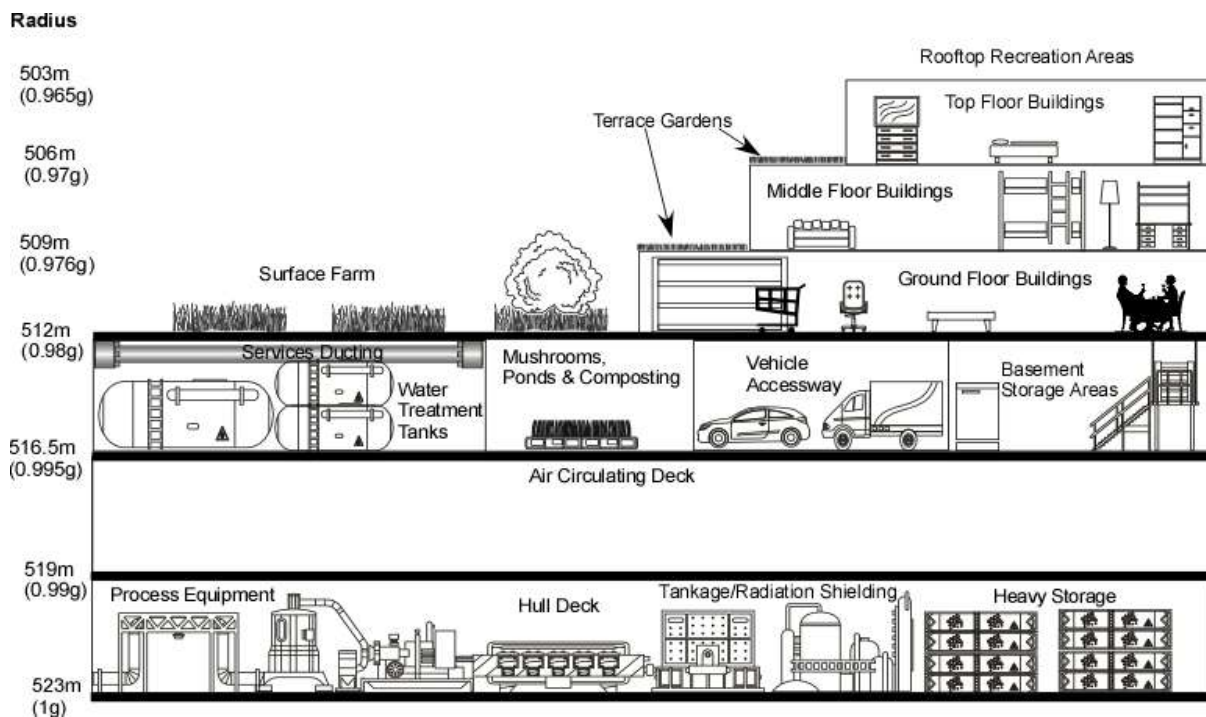 Radius
503m
(0.965g)
Rooftop Recreation Areas
Top Floor Buildings
Terrace Gardens
506m
(0.97g)
Middle Floor Buildings
509m
(0.976g)
Surface Farm
Ground Floor Buildings
512m
(0.98g)
Services Ducting
Water
Treatment
Tanks
Mushrooms,
Ponds & Composting
Vehicle
Accessway
Basement
Storage Areas
516.5m
(0.995g)
Air Circulating Deck
519m
(0.99g)
Process Equipment
Hull Deck
Tankage/Radiation Shielding
Heavy Storage
523m
(1g)